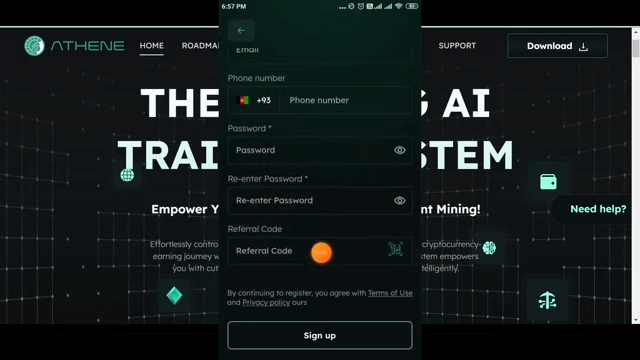 6:57 PM
ATHENE
HOME
ROADMA
SUPPORT
Download
Email
Phone number
+93 Phone number
THE
G AI
TRAI
STEM
Password *
Password
Re-enter Password *
Re-enter Password
Need help?
Empower Y
nt Mining!
Referral Code
Referral Code
Effortlessly contro
earning journey w
you with cut
cryptocurrency-
stem empowers
telligently.
By continuing to register, you agree with Terms of Use
and Privacy policy ours
Sign up